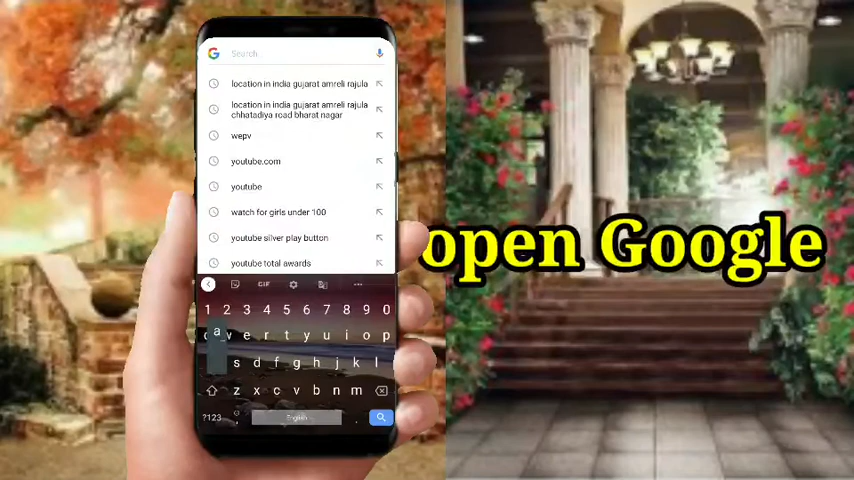 Search
location in india gujarat amreli rajula
location in india gujarat amreli rajula
chhatadiya road bharat nagar
wepv
youtube.com
youtube
watch for girls under 100
youtube silver play button
youtube total awards
GIF
1 2 3 4 5 6 7 8 9 0
q w e r t y u i o p
a
s d f g h j k l
z x c v b n m
?123 , English .
open Google